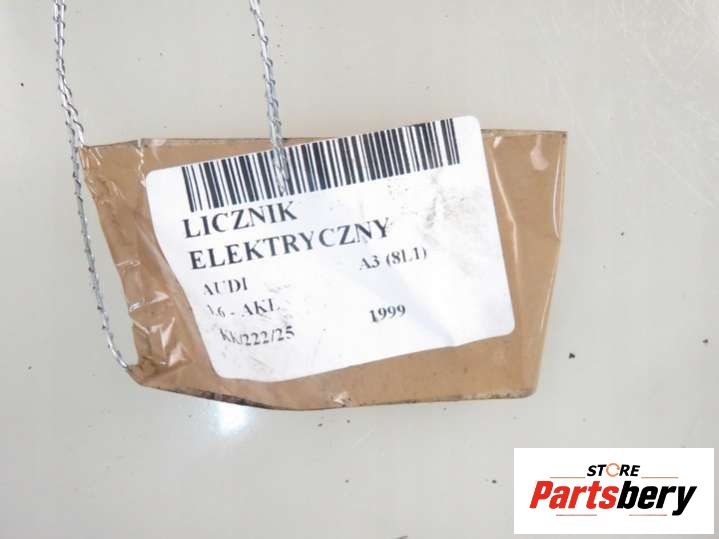 LICZNIK
ELEKTRYCZNY
AUDI A3 (8L1)
1.6 - AKL
KK/222/25 1999
STORE
Partsbery